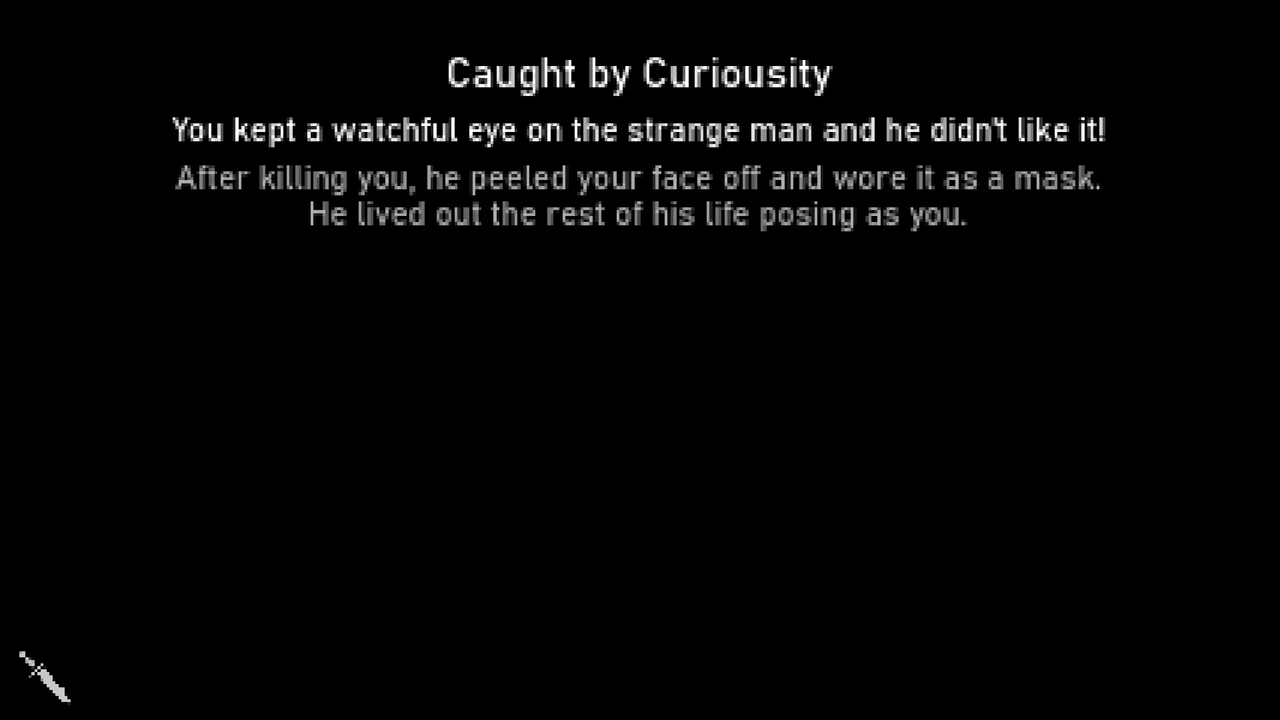 Caught by Curiousity
You kept a watchful eye on the strange man and he didn't like it!
After killing you, he peeled your face off and wore it as a mask.
He lived out the rest of his life posing as you.